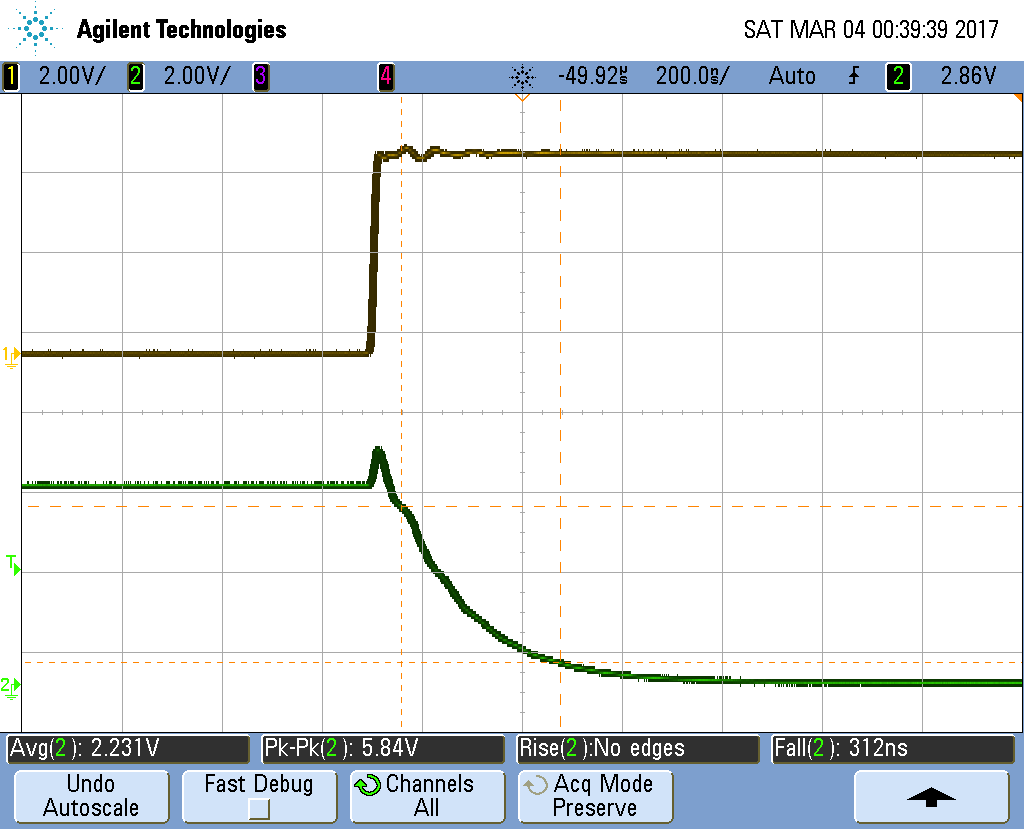 Agilent Technologies
SAT MAR 04 00:39:39 2017
1 2.00V/ 2 2.00V/ 3 4 -49.92µs 200.0ns/ Auto 2 2.86V
1
T
2
Avg(2): 2.231V Pk-Pk(2): 5.84V Rise(2):No edges Fall(2): 312ns
Undo
Autoscale
Fast Debug
Channels
All
Acq Mode
Preserve